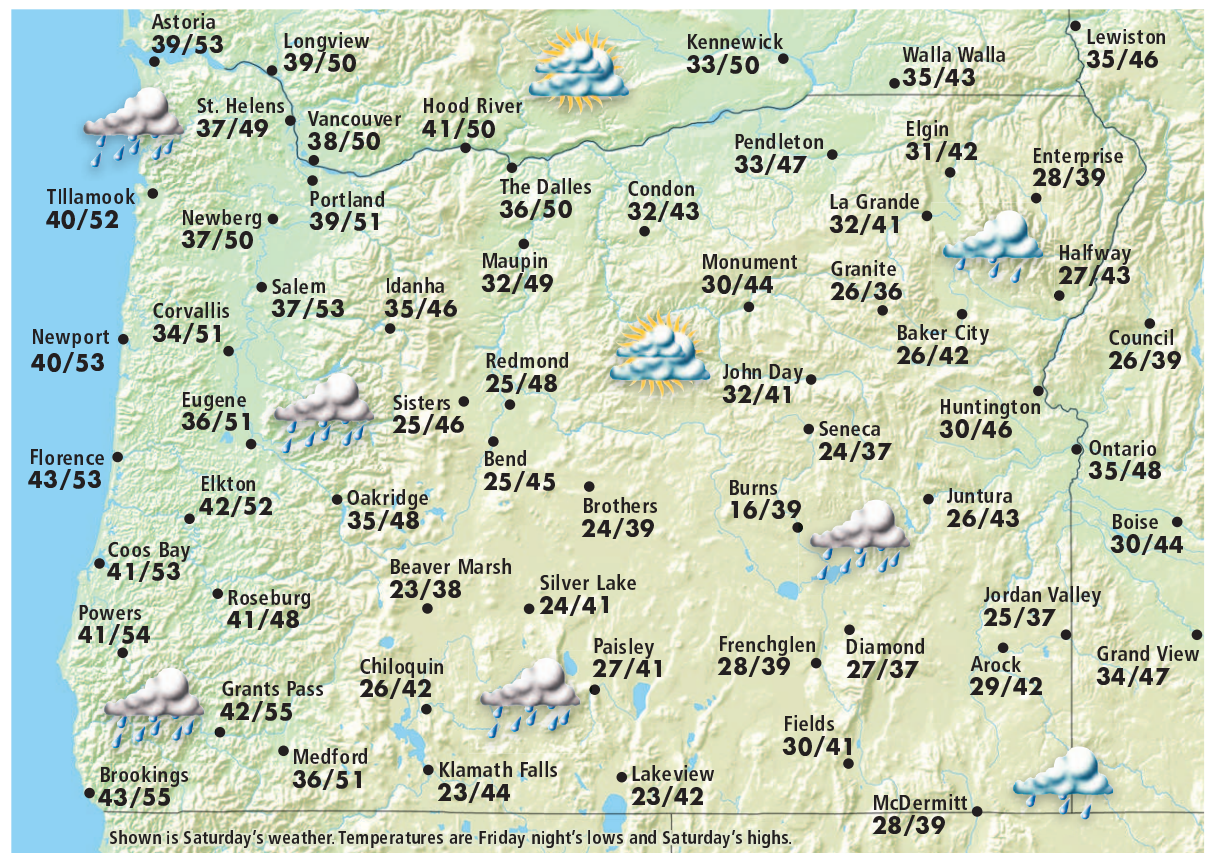 Astoria
39/53
Longview
39/50
Kennewick
33/50
Walla Walla
35/43
Lewiston
35/46
St. Helens
37/49
Vancouver
38/50
Hood River
41/50
Pendleton
33/47
Elgin
31/42
Enterprise
28/39
TIllamook
40/52
Newberg
37/50
Portland
39/51
The Dalles
36/50
Condon
32/43
La Grande
32/41
Maupin
32/49
Monument
30/44
Granite
26/36
Halfway
27/43
Salem
37/53
Idanha
35/46
Corvallis
34/51
Newport
40/53
Baker City
26/42
Council
26/39
Redmond
25/48
John Day
32/41
Eugene
36/51
Sisters
25/46
Huntington
30/46
Seneca
24/37
Florence
43/53
Bend
25/45
Ontario
35/48
Elkton
42/52
Oakridge
35/48
Brothers
24/39
Burns
16/39
Juntura
26/43
Boise
30/44
Coos Bay
41/53
Beaver Marsh
23/38
Silver Lake
24/41
Roseburg
41/48
Powers
41/54
Jordan Valley
25/37
Paisley
27/41
Frenchglen
28/39
Diamond
27/37
Arock
29/42
Grand View
34/47
Chiloquin
26/42
Grants Pass
42/55
Fields
30/41
Medford
36/51
Klamath Falls
23/44
Lakeview
23/42
Brookings
43/55
McDermitt
28/39
Shown is Saturday's weather. Temperatures are Friday night's lows and Saturday's highs.